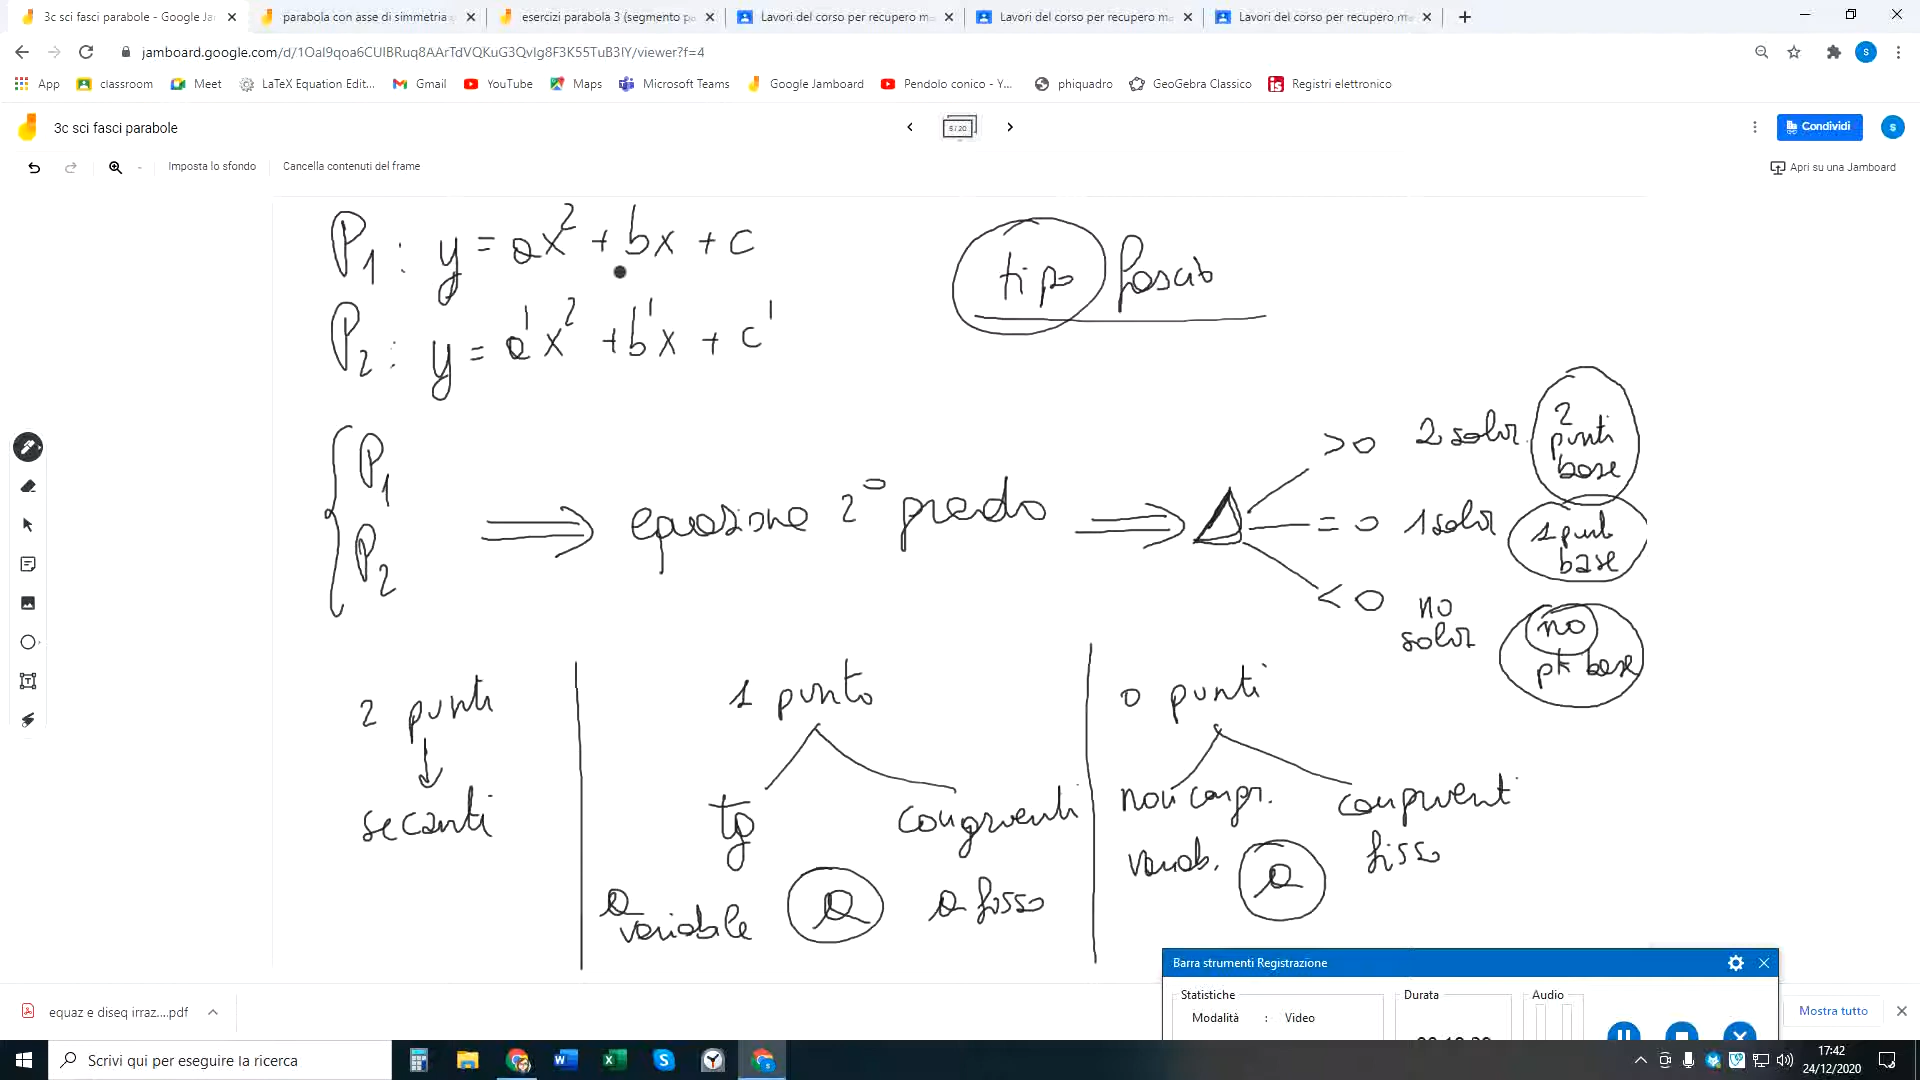 3c sci fasci parabole - Google Ja
parabola con asse di simmetria
esercizi parabola 3 (segmento p
Lavori del corso per recupero m
Lavori del corso per recupero m
Lavori del corso per recupero m
jamboard.google.com/d/1OaI9qoa6CUIBRuq8AArTdVQKuG3QvIg8F3K55TuB3lY/viewer?f=4
App
classroom
Meet
LaTeX Equation Edit...
Gmail
YouTube
Maps
Microsoft Teams
Google Jamboard
Pendolo conico - Y...
phiquadro
GeoGebra Classico
Registri elettronico
3c sci fasci parabole
5 / 20
Condividi
S
Imposta lo sfondo
Cancella contenuti del frame
Apri su una Jamboard
P₁ : y = ax² + bx + c
tipo fascio
P₂ : y = a'x² + b'x + c'
{ P₁
P₂
⟹ equazione 2° grado ⟹ Δ
> 0 2 soluz. 2 punti base
= 0 1 soluz 1 punt base
< 0 no soluz no pti base
2 punti
↓
secanti
1 punto
tg
congruenti
a variabile
a
a fisso
0 punti
non congr.
congruenti
variab.
a
fisso
Barra strumenti Registrazione
Statistiche
Durata
Audio
Modalità : Video
equaz e diseq irraz....pdf
Mostra tutto
Scrivi qui per eseguire la ricerca
17:42
24/12/2020